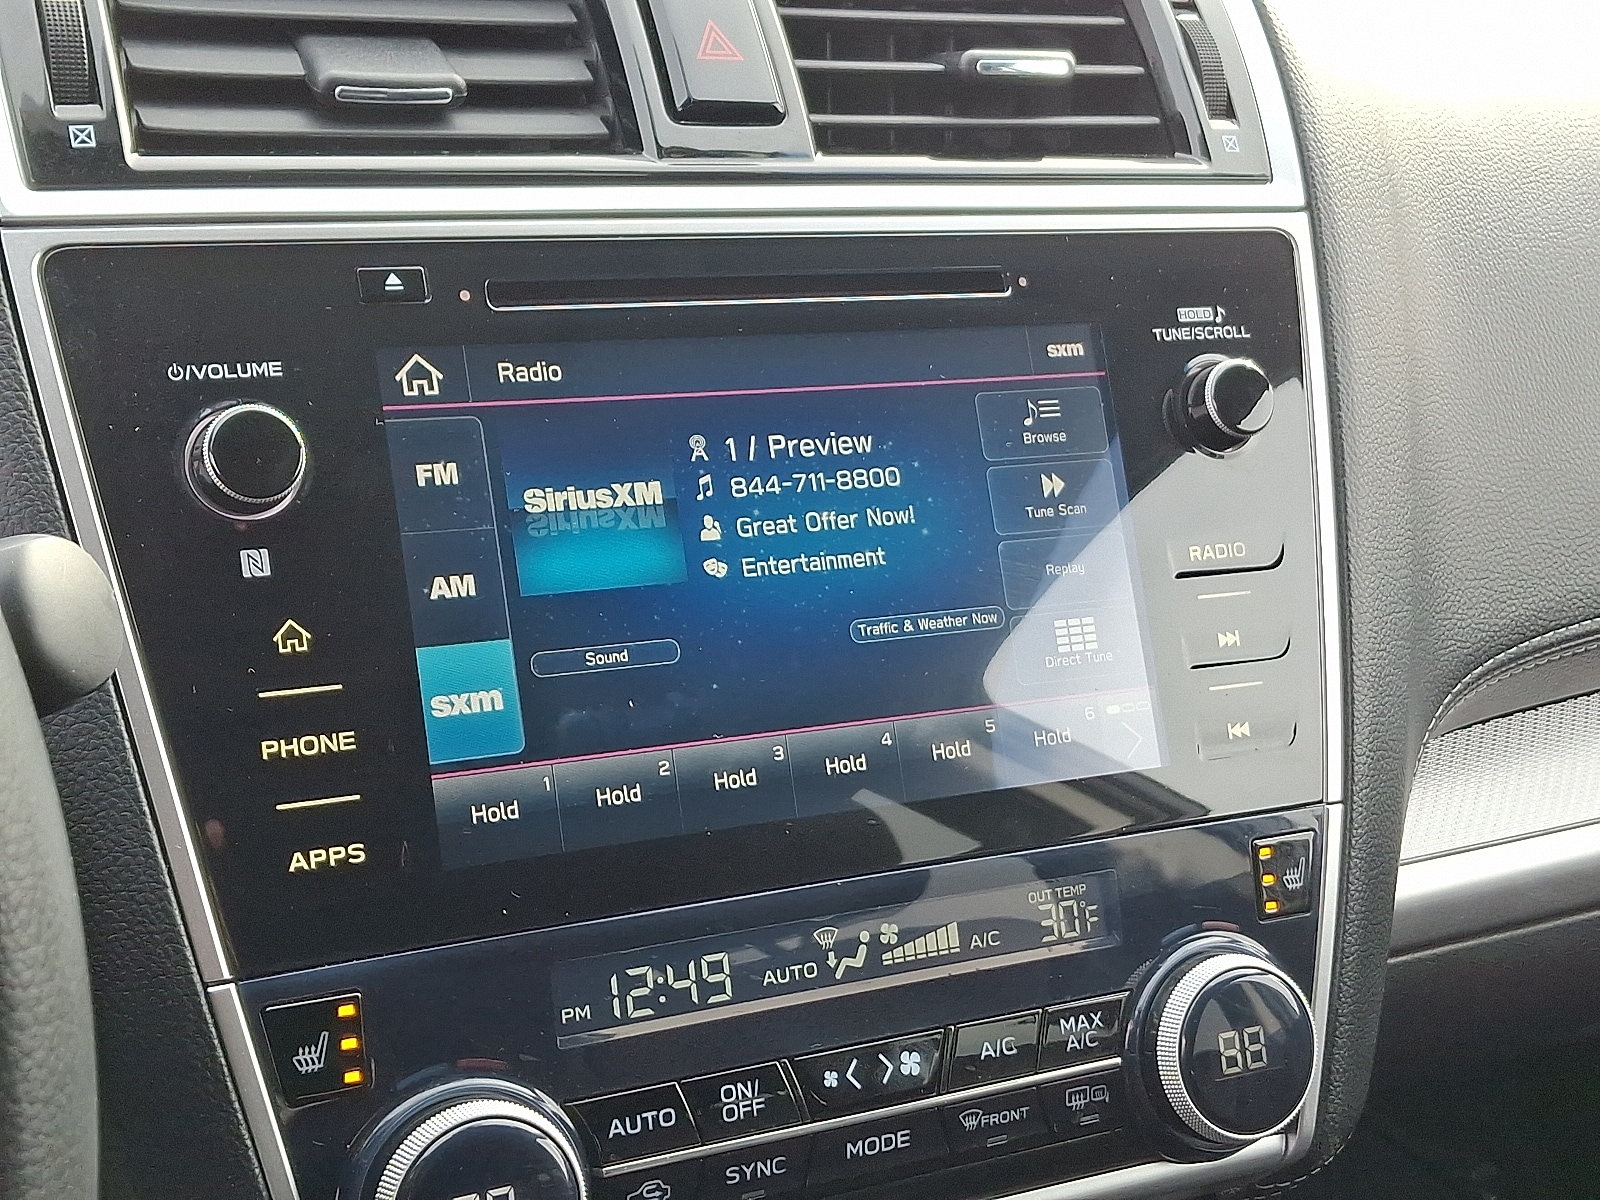 HOLD
TUNE/SCROLL
/VOLUME
Radio
sxm
FM
AM
sxm
SiriusXM
1 / Preview
844-711-8800
Great Offer Now!
Entertainment
Browse
Tune Scan
Replay
Direct Tune
Traffic & Weather Now
Sound
RADIO
PHONE
APPS
1
Hold
2
Hold
3
Hold
4
Hold
5
Hold
6
Hold
PM 12:49
AUTO
A/C
OUT TEMP
30°F
AUTO
ON/
OFF
A/C
MAX
A/C
SYNC
MODE
FRONT